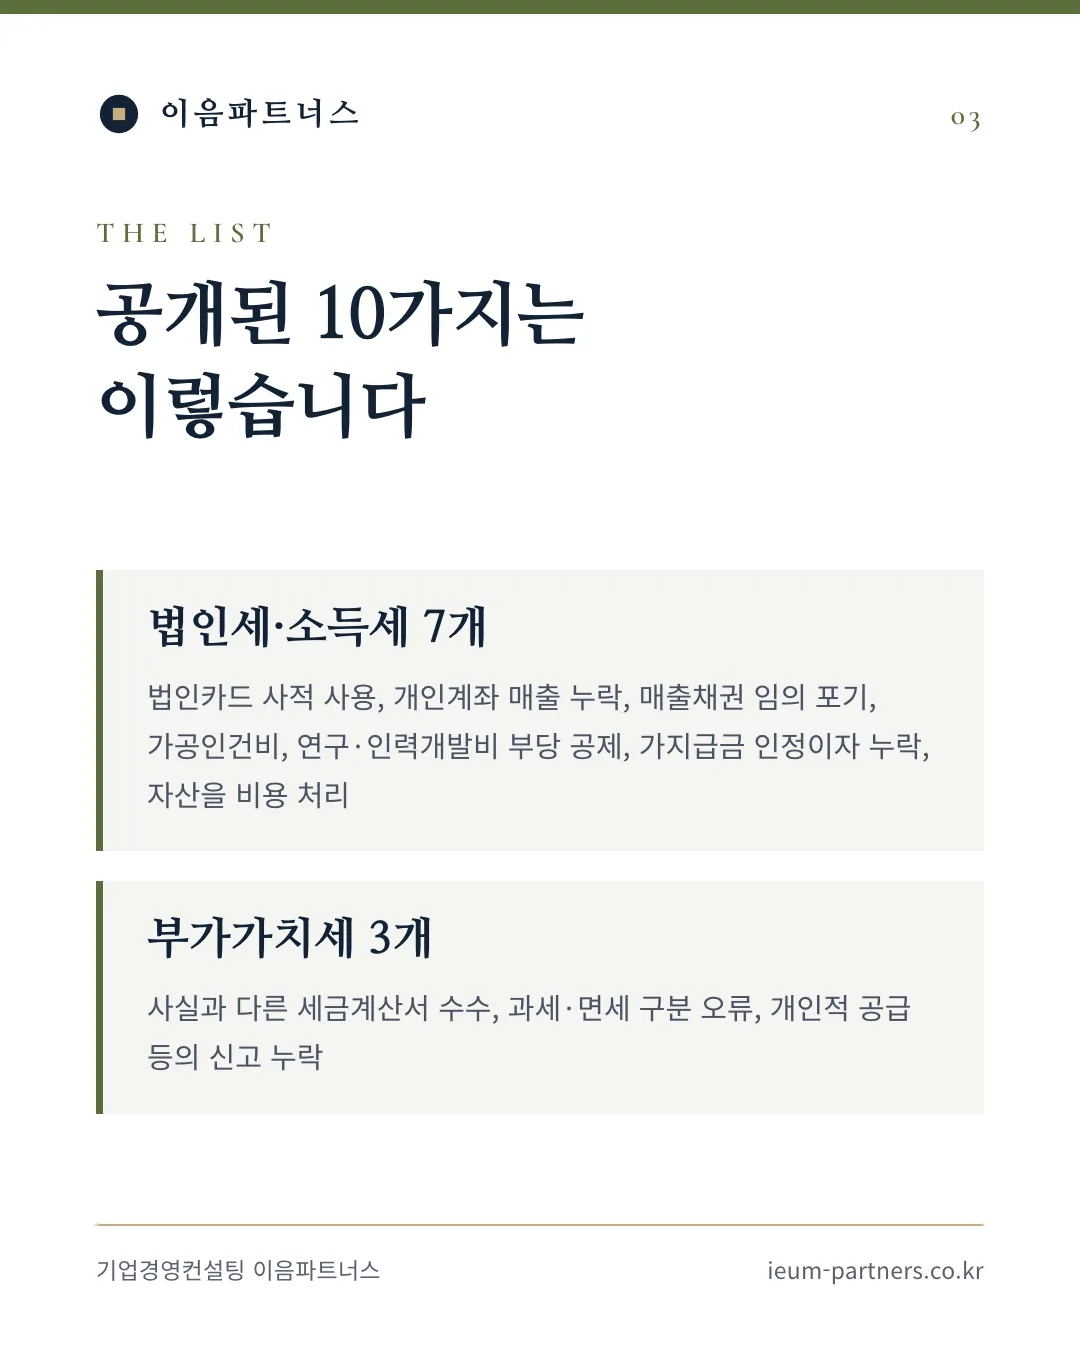 이음파트너스
03
THE LIST
공개된 10가지는
이렇습니다
법인세·소득세 7개
법인카드 사적 사용, 개인계좌 매출 누락, 매출채권 임의 포기,
가공인건비, 연구·인력개발비 부당 공제, 가지급금 인정이자 누락,
자산을 비용 처리
부가가치세 3개
사실과 다른 세금계산서 수수, 과세·면세 구분 오류, 개인적 공급
등의 신고 누락
기업경영컨설팅 이음파트너스
ieum-partners.co.kr